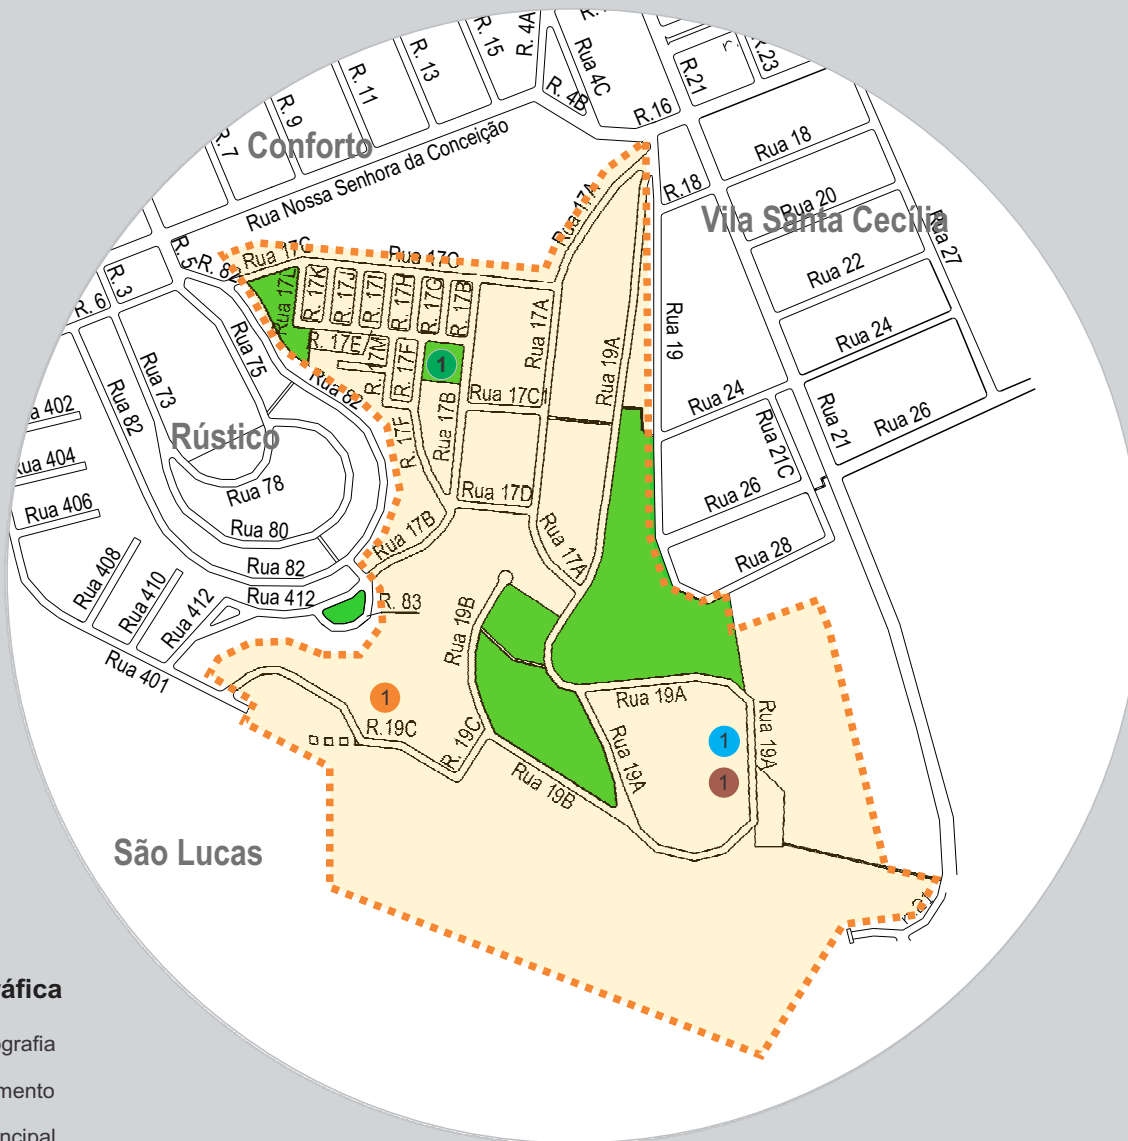 R. 4A
R. 15
R. 13
R. 11
R. 9
R. 7
Rua 4C
R. 4B
R.21
R.23
R.16
Conforto
Rua Nossa Senhora da Conceição
Rua 18
R.18
Rua 20
Vila Santa Cecília
Rua 27
Rua 22
Rua 24
Rua 17A
Rua 17C
Rua 17C
R. 5
R. 3
R. 6
Rua 17L
R. 17K
R. 17J
R. 17I
R. 17H
R. 17G
R. 17B
Rua 17A
Rua 19A
Rua 19
R. 17E
R. 17M
R. 17F
1
Rua 75
Rua 73
Rua 82
Rua 82
Rua 17C1
Rua 17B
R. 17F
Rua 24
Rua 21C
Rua 21
Rua 26
Rua 26
Rua 28
a 402
Rua 404
Rua 406
Rústico
Rua 78
Rua 80
Rua 82
Rua 17D
Rua 17B
Rua 17A
Rua 408
Rua 410
Rua 412
Rua 412
R. 83
Rua 401
Rua 19B
1
R.19C
R. 19C
Rua 19B
Rua 19A
Rua 19A
Rua 19A
1
1
São Lucas
r.21
ráfica
ografia
mento
ncipal